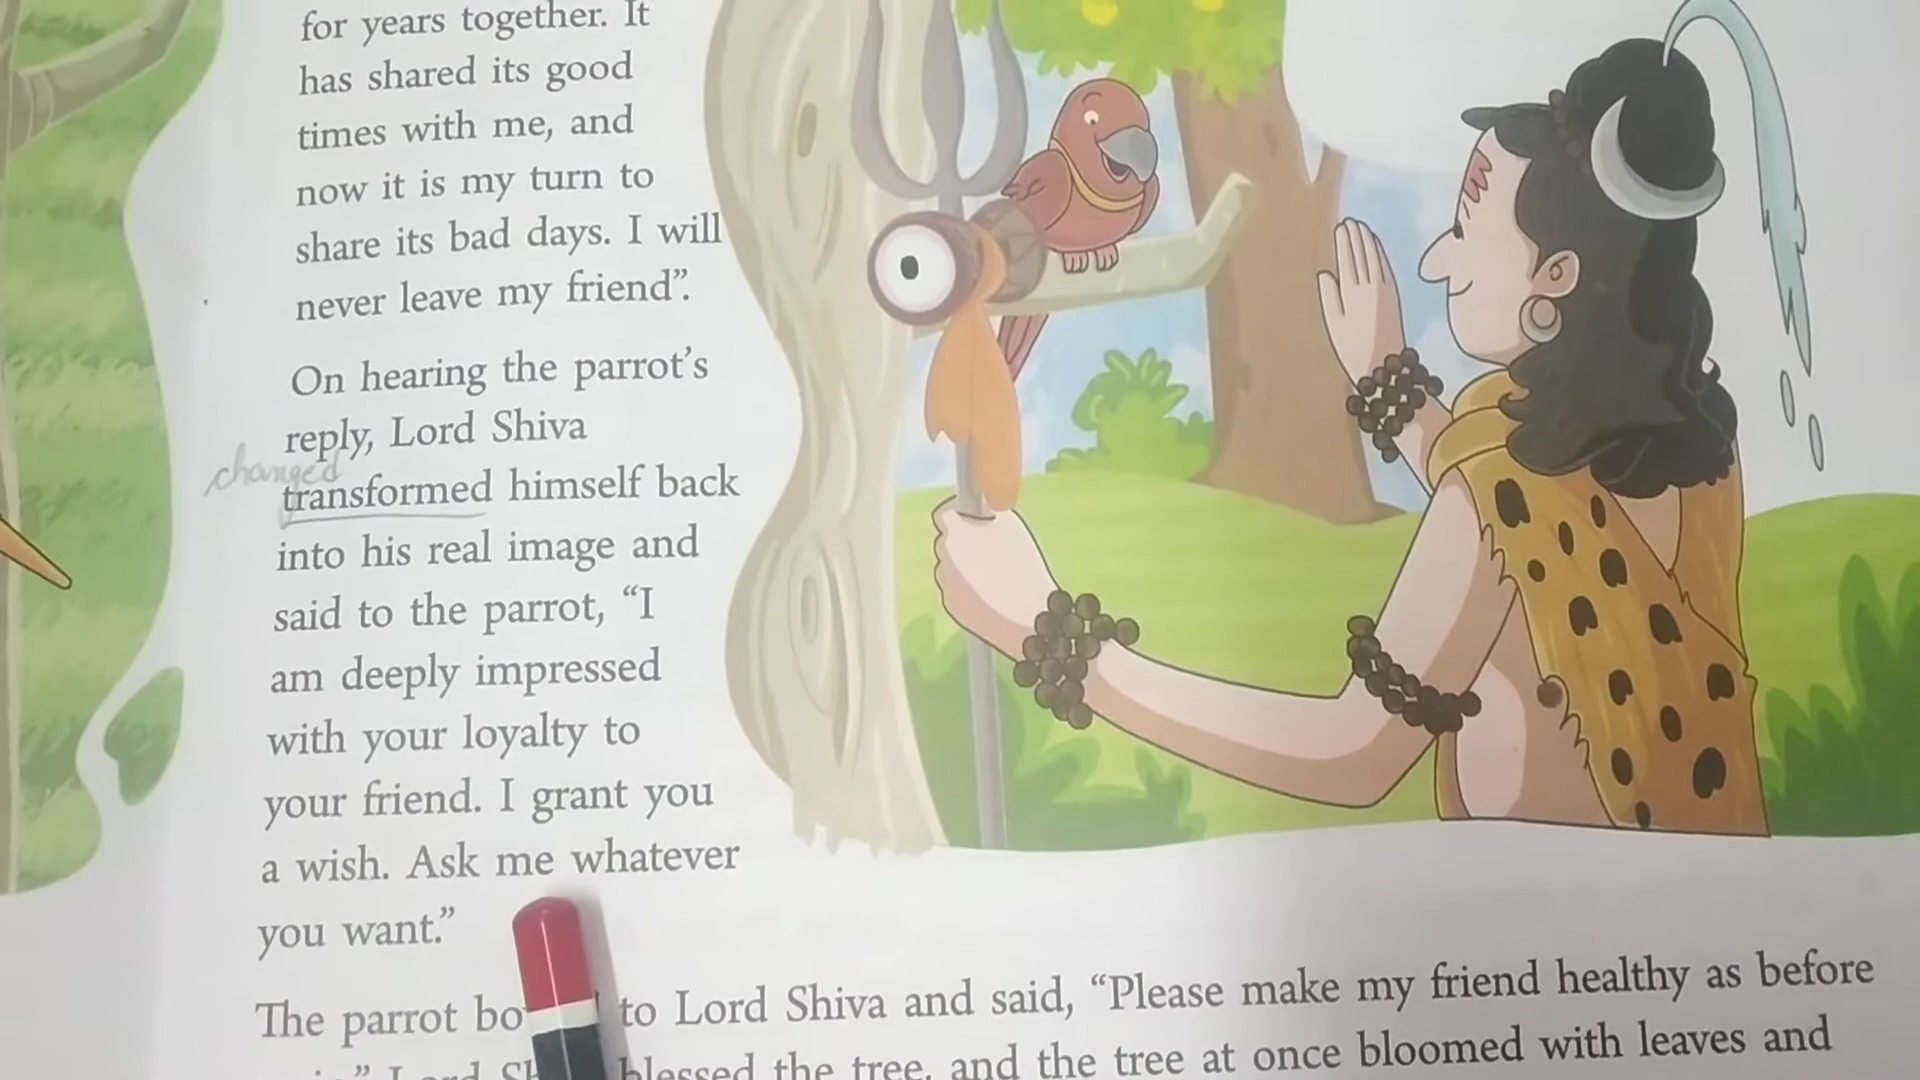 for years together. It
has shared its good
times with me, and
now it is my turn to
share its bad days. I will
never leave my friend”.
On hearing the parrot’s
reply, Lord Shiva
changed
transformed himself back
into his real image and
said to the parrot, “I
am deeply impressed
with your loyalty to
your friend. I grant you
a wish. Ask me whatever
you want.”
The parrot to Lord Shiva and said, “Please make my friend healthy as before
blessed the tree, and the tree at once bloomed with leaves and